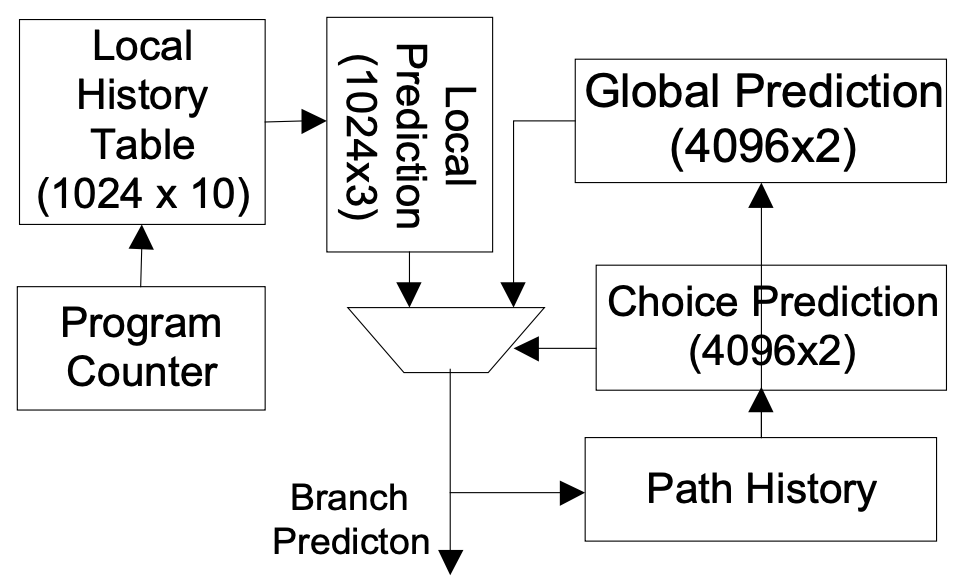 Local
History
Table
(1024 x 10)
Local
Prediction
(1024x3)
Global Prediction
(4096x2)
Program
Counter
Choice Prediction
(4096x2)
Path History
Branch
Predicton